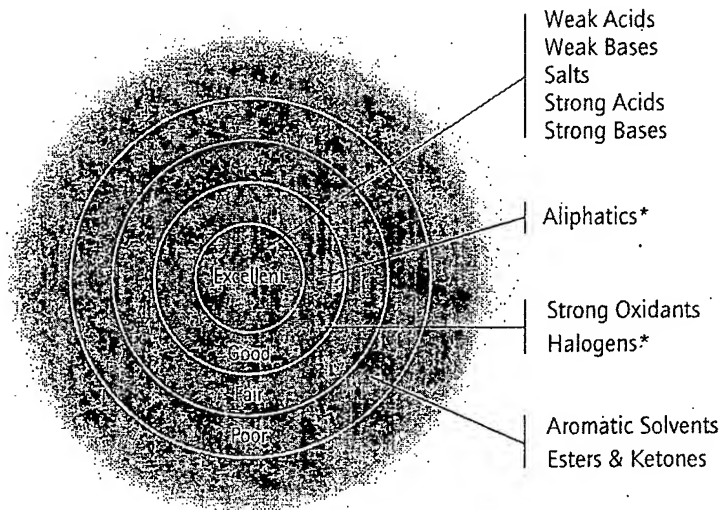 Weak Acids
Weak Bases
Salts
Strong Acids
Strong Bases
Aliphatics*
Excellent
Strong Oxidants
Halogens*
Good
Fair
Poor
Aromatic Solvents
Esters & Ketones